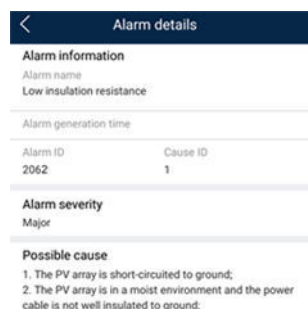 Alarm details
Alarm information
Alarm name
Low insulation resistance
Alarm generation time
Alarm ID Cause ID
2062 1
Alarm severity
Major
Possible cause
1. The PV array is short-circuited to ground;
2. The PV array is in a moist environment and the power
cable is not well insulated to ground;